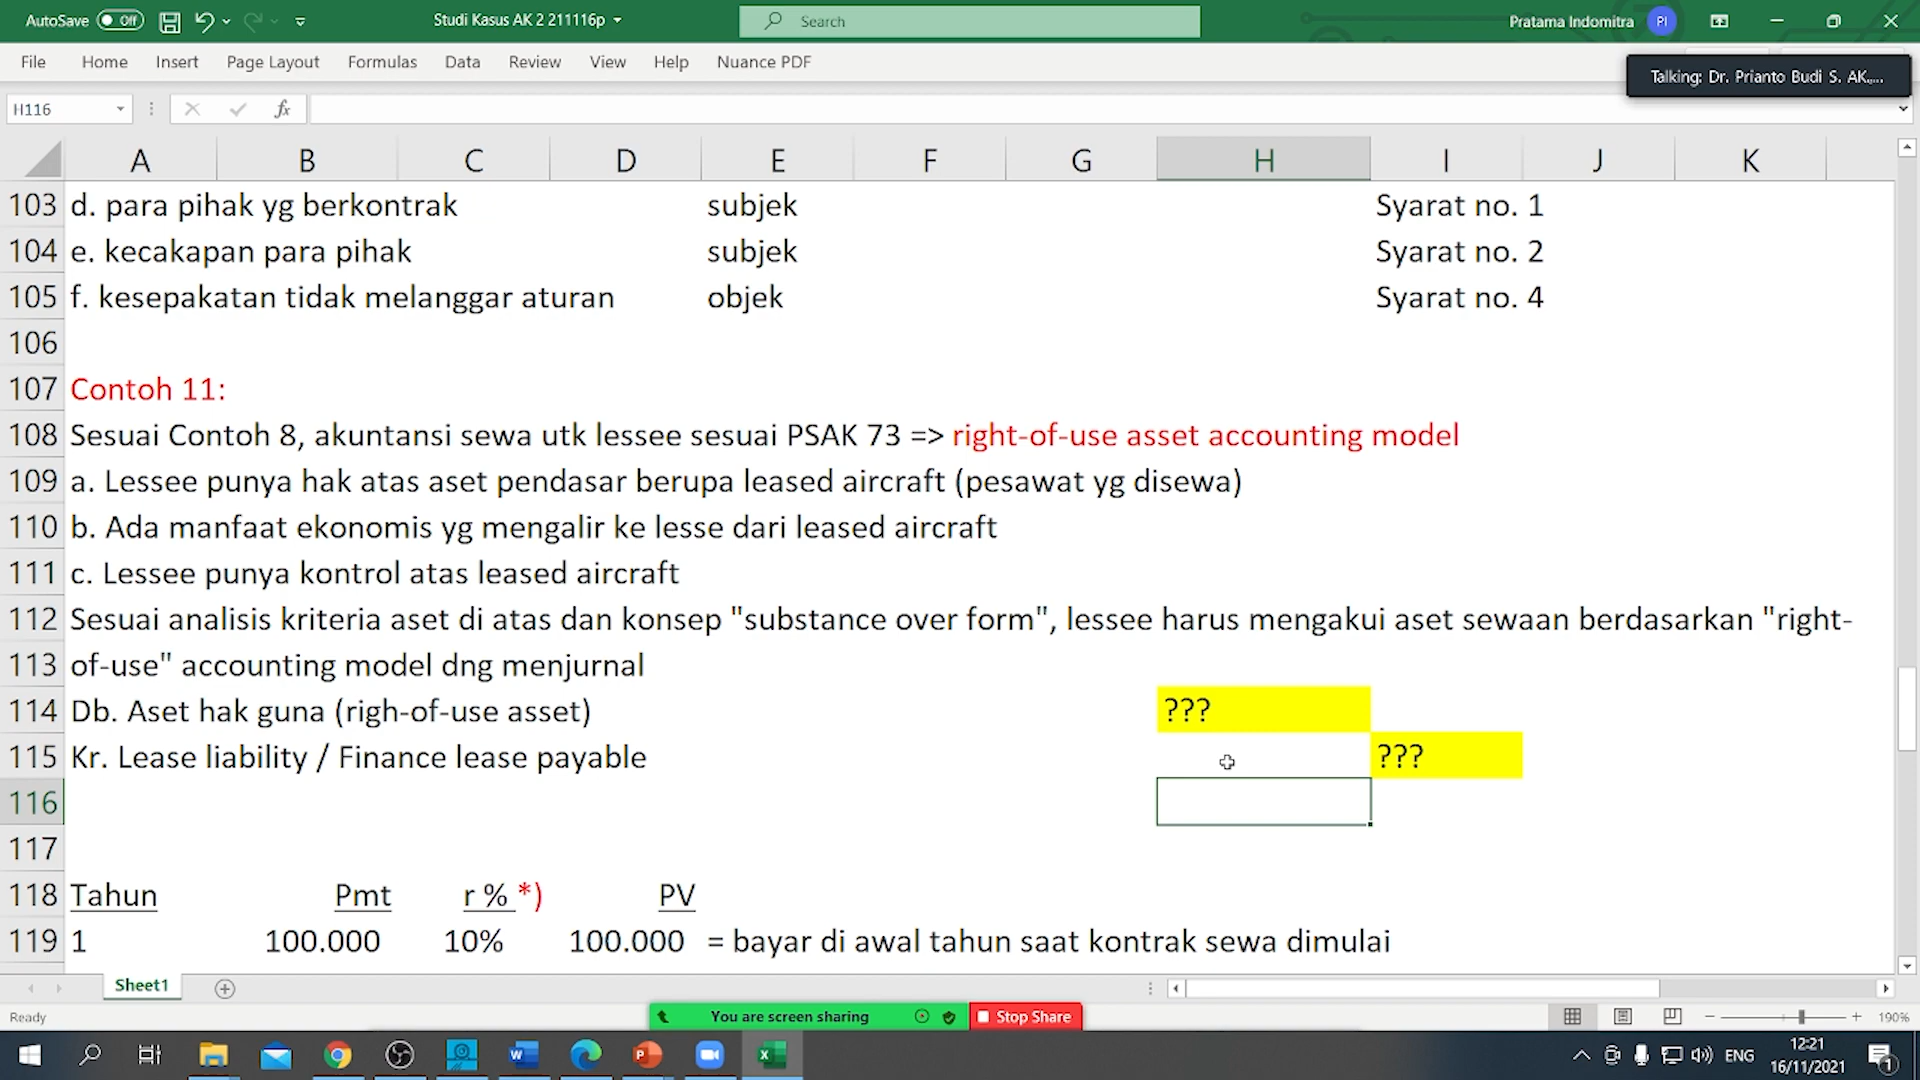 AutoSave Off Studi Kasus AK 2 211116p Search Pratama Indomitra PI
File Home Insert Page Layout Formulas Data Review View Help Nuance PDF
Talking: Dr. Prianto Budi S. AK,...
H116 fx
A B C D E F G H I J K
103 d. para pihak yg berkontrak subjek Syarat no. 1
104 e. kecakapan para pihak subjek Syarat no. 2
105 f. kesepakatan tidak melanggar aturan objek Syarat no. 4
106
107 Contoh 11:
108 Sesuai Contoh 8, akuntansi sewa utk lessee sesuai PSAK 73 => right-of-use asset accounting model
109 a. Lessee punya hak atas aset pendasar berupa leased aircraft (pesawat yg disewa)
110 b. Ada manfaat ekonomis yg mengalir ke lesse dari leased aircraft
111 c. Lessee punya kontrol atas leased aircraft
112 Sesuai analisis kriteria aset di atas dan konsep "substance over form", lessee harus mengakui aset sewaan berdasarkan "right-
113 of-use" accounting model dng menjurnal
114 Db. Aset hak guna (righ-of-use asset) ???
115 Kr. Lease liability / Finance lease payable ???
116
117
118 Tahun Pmt r % *) PV
119 1 100.000 10% 100.000 = bayar di awal tahun saat kontrak sewa dimulai
Sheet1
Ready You are screen sharing Stop Share 190%
ENG 12:21
16/11/2021 1